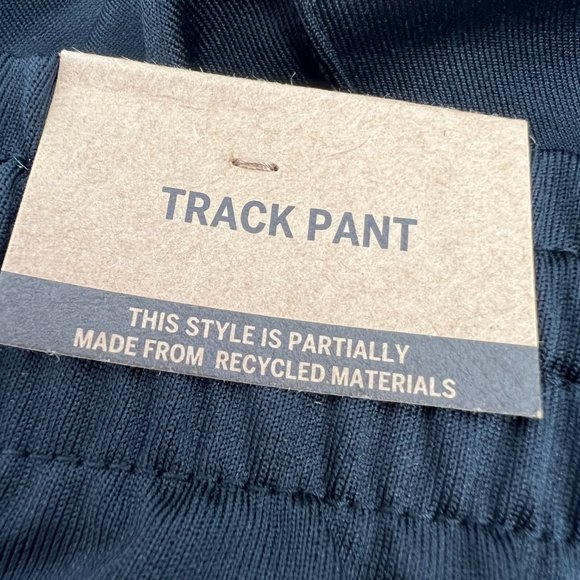 TRACK PANT
THIS STYLE IS PARTIALLY
MADE FROM RECYCLED MATERIALS